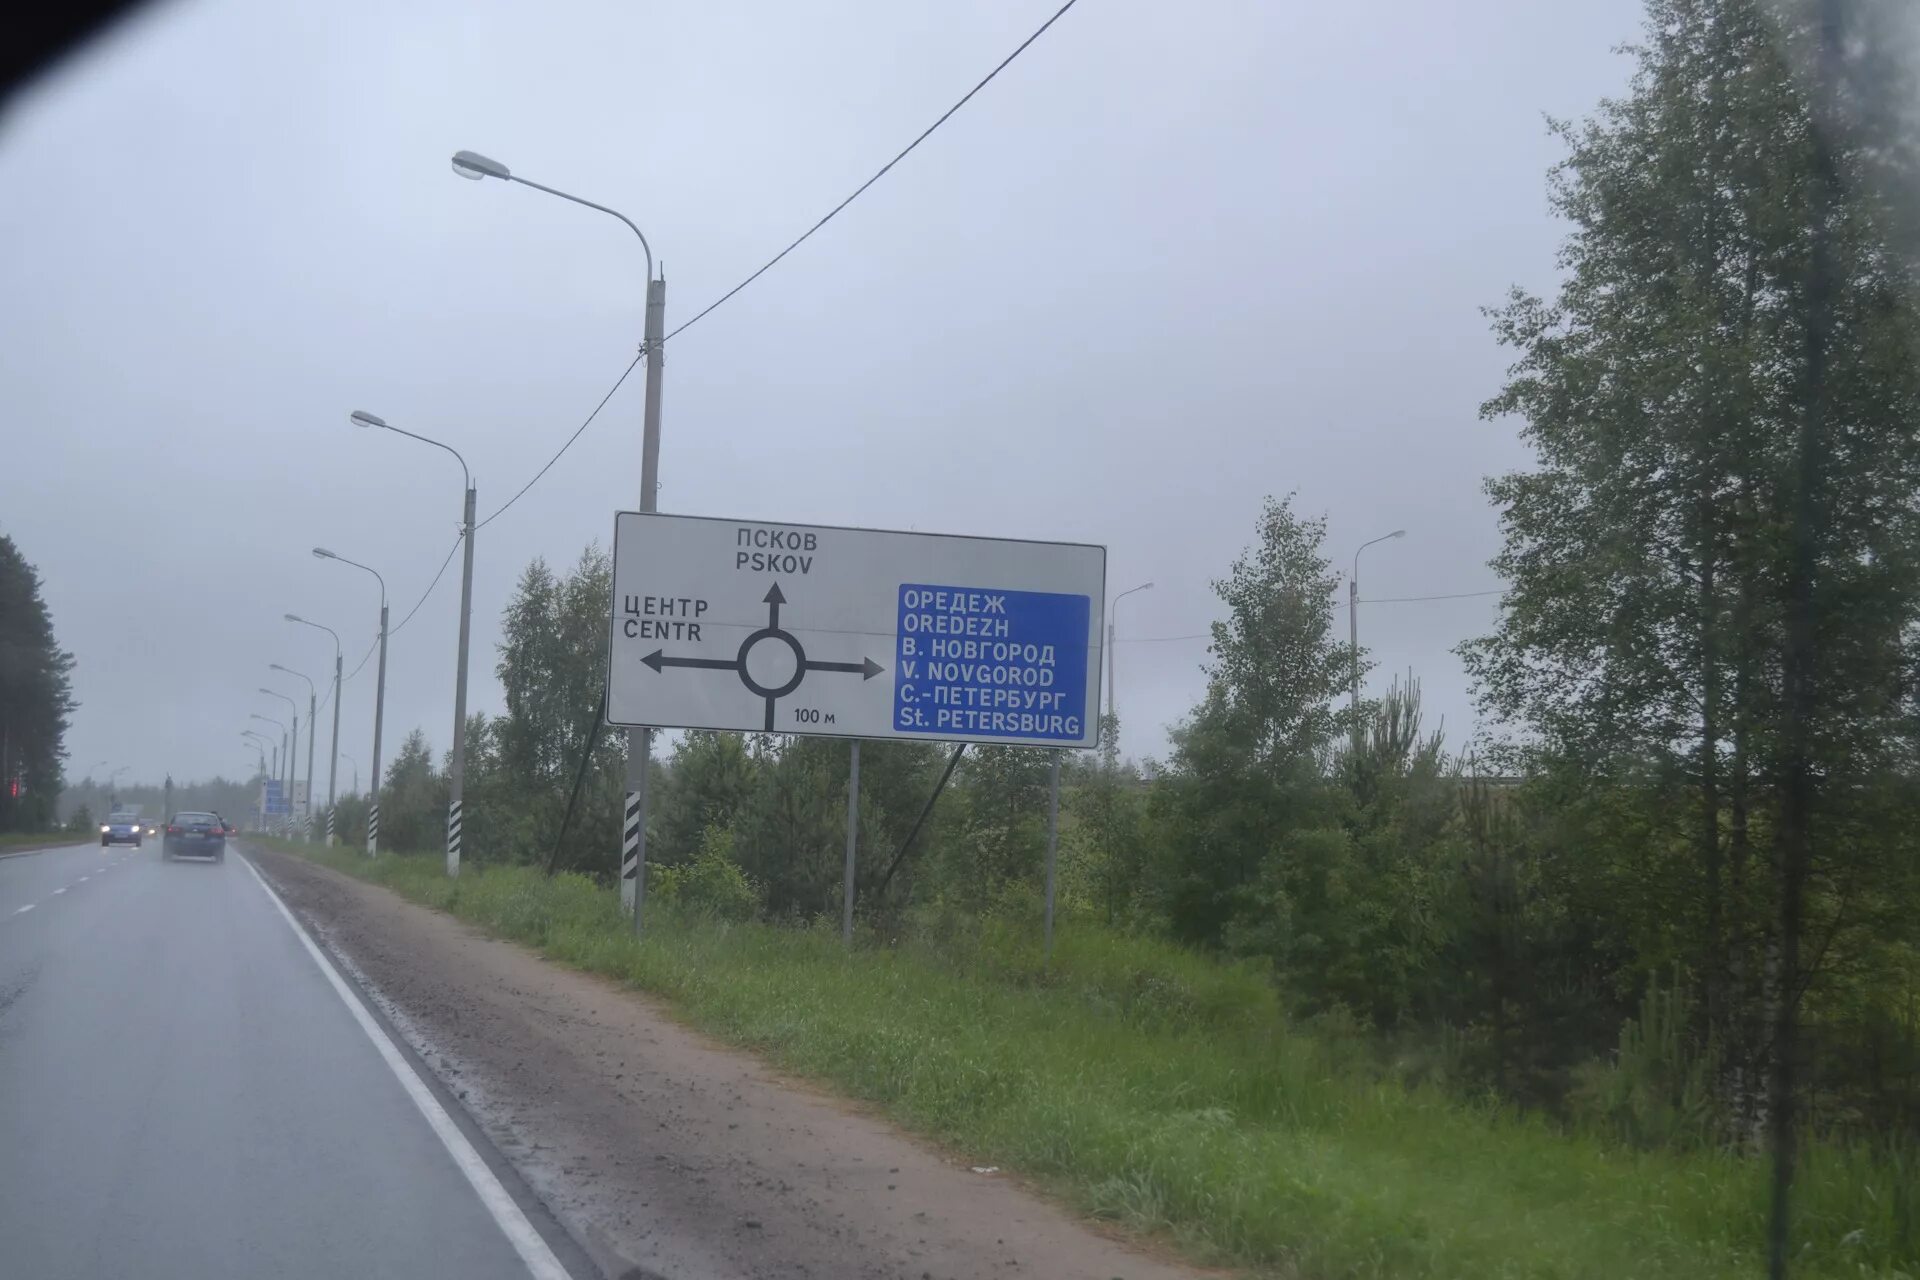 ПСКОВ
PSKOV
ЦЕНТР
CENTR
100 м
ОРЕДЕЖ
OREDEZH
В. НОВГОРОД
V. NOVGOROD
С.-ПЕТЕРБУРГ
St. PETERSBURG